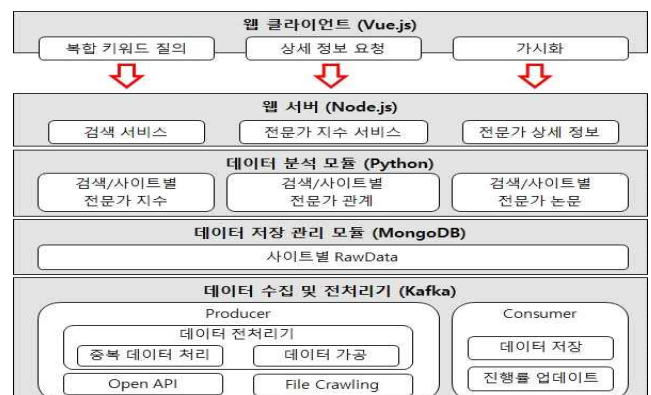 웹 클라이언트 (Vue.js)
복합 키워드 질의 상세 정보 요청 가시화
웹 서버 (Node.js)
검색 서비스 전문가 지수 서비스 전문가 상세 정보
데이터 분석 모듈 (Python)
검색/사이트별 검색/사이트별 검색/사이트별
전문가 지수 전문가 관계 전문가 논문
데이터 저장 관리 모듈 (MongoDB)
사이트별 RawData
데이터 수집 및 전처리기 (Kafka)
Producer Consumer
데이터 전처리기
중복 데이터 처리 데이터 가공 데이터 저장
Open API File Crawling 진행률 업데이트